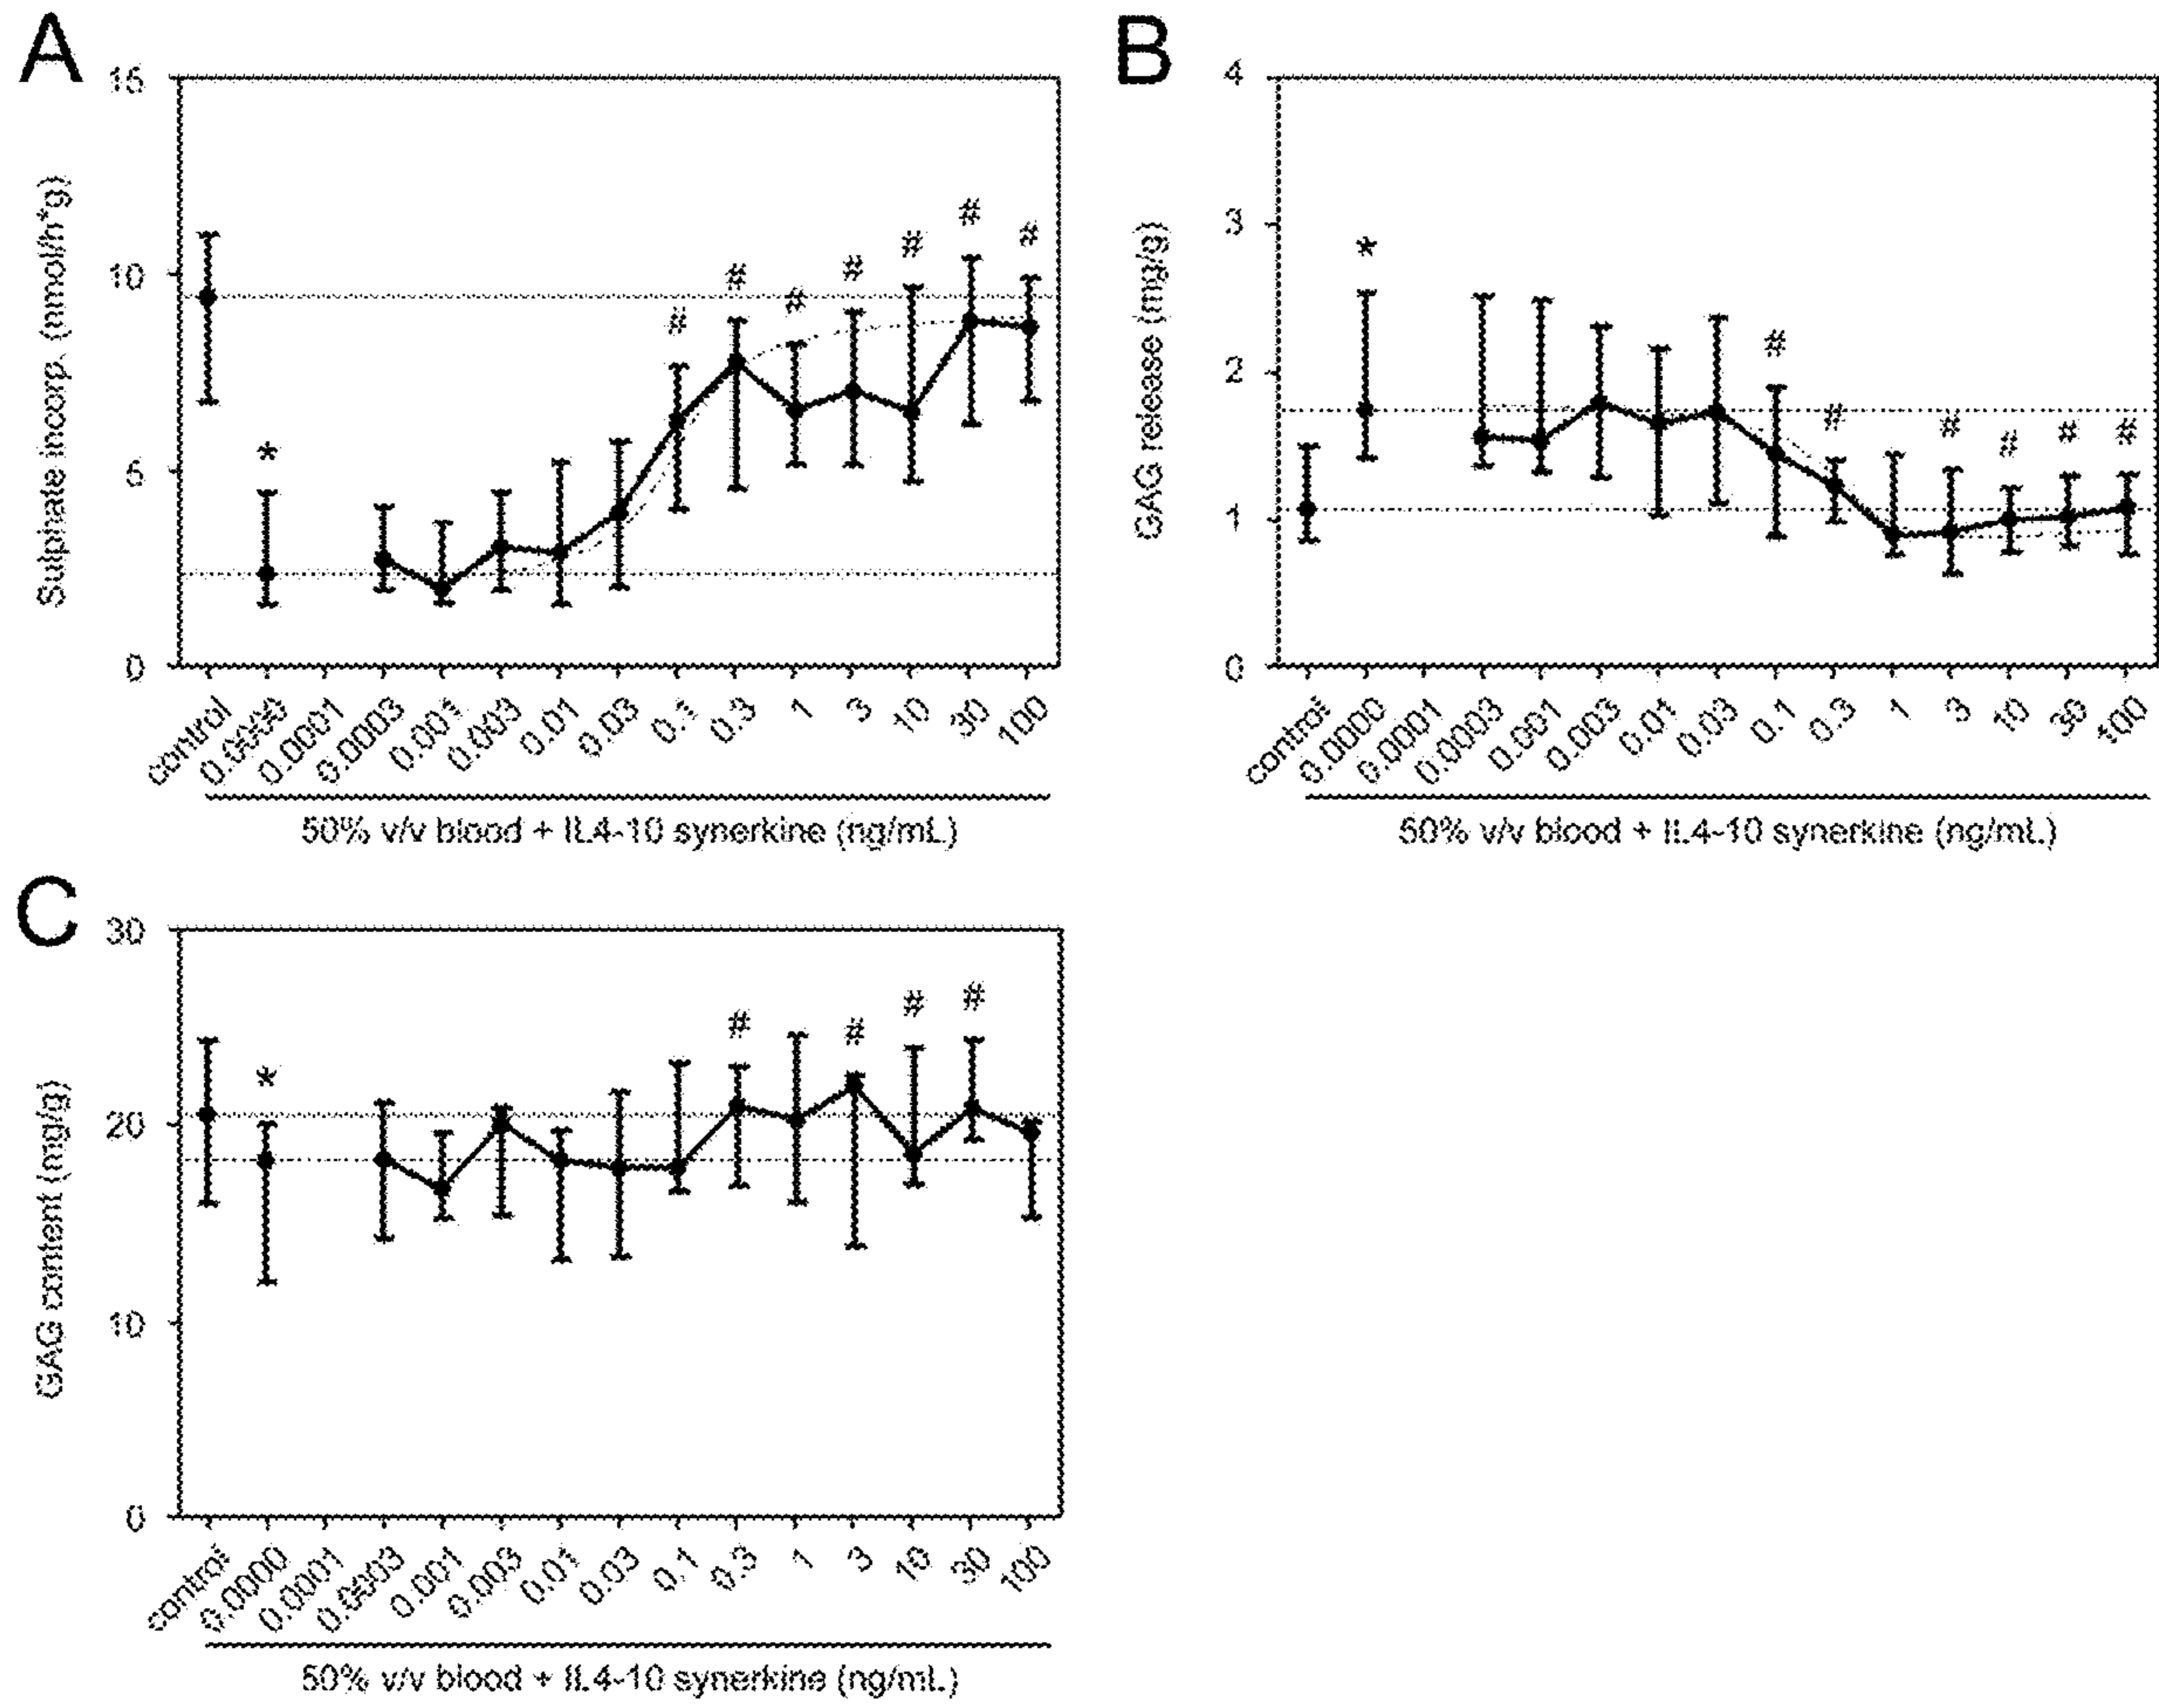 A
15
10
5
0
Sulphate incorp. (nmol/h*g)
*
# # # # # # #
control 0.0000 0.0001 0.0003 0.001 0.003 0.01 0.03 0.1 0.3 1 3 10 30 100
50% v/v blood + IL4-10 synerkine (ng/mL)
B
4
3
2
1
0
GAG release (mg/g)
*
# # # # # #
control 0.0000 0.0001 0.0003 0.001 0.003 0.01 0.03 0.1 0.3 1 3 10 30 100
50% v/v blood + IL4-10 synerkine (ng/mL)
C
30
20
10
0
GAG content (mg/g)
*
# # # #
control 0.0000 0.0001 0.0003 0.001 0.003 0.01 0.03 0.1 0.3 1 3 10 30 100
50% v/v blood + IL4-10 synerkine (ng/mL)